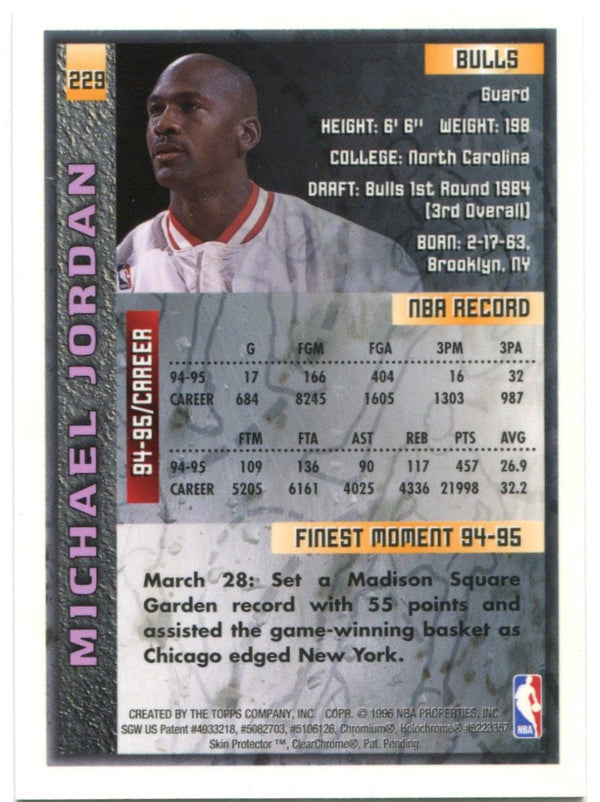 229
BULLS
Guard
HEIGHT: 6' 6" WEIGHT: 198
COLLEGE: North Carolina
DRAFT: Bulls 1st Round 1984
(3rd Overall)
BORN: 2-17-63,
Brooklyn, NY
MICHAEL JORDAN
NBA RECORD
94-95/CAREER
G FGM FGA 3PM 3PA
94-95 17 166 404 16 32
CAREER 684 8245 1605 1303 987
FTM FTA AST REB PTS AVG
94-95 109 136 90 117 457 26.9
CAREER 5205 6161 4025 4336 21998 32.2
FINEST MOMENT 94-95
March 28: Set a Madison Square
Garden record with 55 points and
assisted the game-winning basket as
Chicago edged New York.
CREATED BY THE TOPPS COMPANY, INC. COPR. © 1996 NBA PROPERTIES, INC.
SGW US Patent #4933218, #5082703, #5106126, Chromium®, Holochrome® #5223357
Skin Protector ™, ClearChrome®, Pat. Pending.
NBA